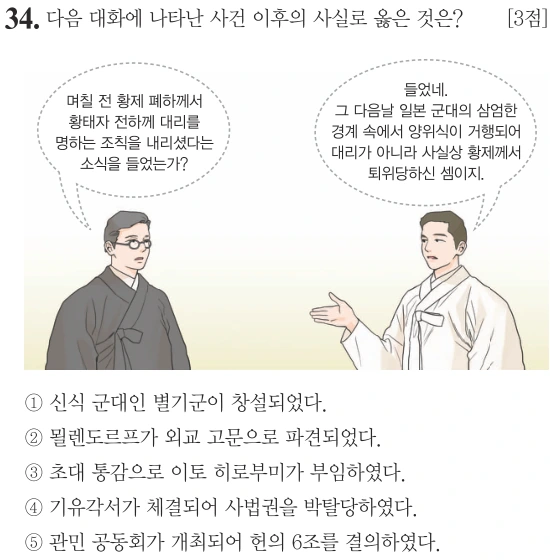 34. 다음 대화에 나타난 사건 이후의 사실로 옳은 것은? [3점]
며칠 전 황제 폐하께서
황태자 전하께 대리를
명하는 조칙을 내리셨다는
소식을 들었는가?
들었네.
그 다음날 일본 군대의 삼엄한
경계 속에서 양위식이 거행되어
대리가 아니라 사실상 황제께서
퇴위당하신 셈이지.
① 신식 군대인 별기군이 창설되었다.
② 묄렌도르프가 외교 고문으로 파견되었다.
③ 초대 통감으로 이토 히로부미가 부임하였다.
④ 기유각서가 체결되어 사법권을 박탈당하였다.
⑤ 관민 공동회가 개최되어 헌의 6조를 결의하였다.